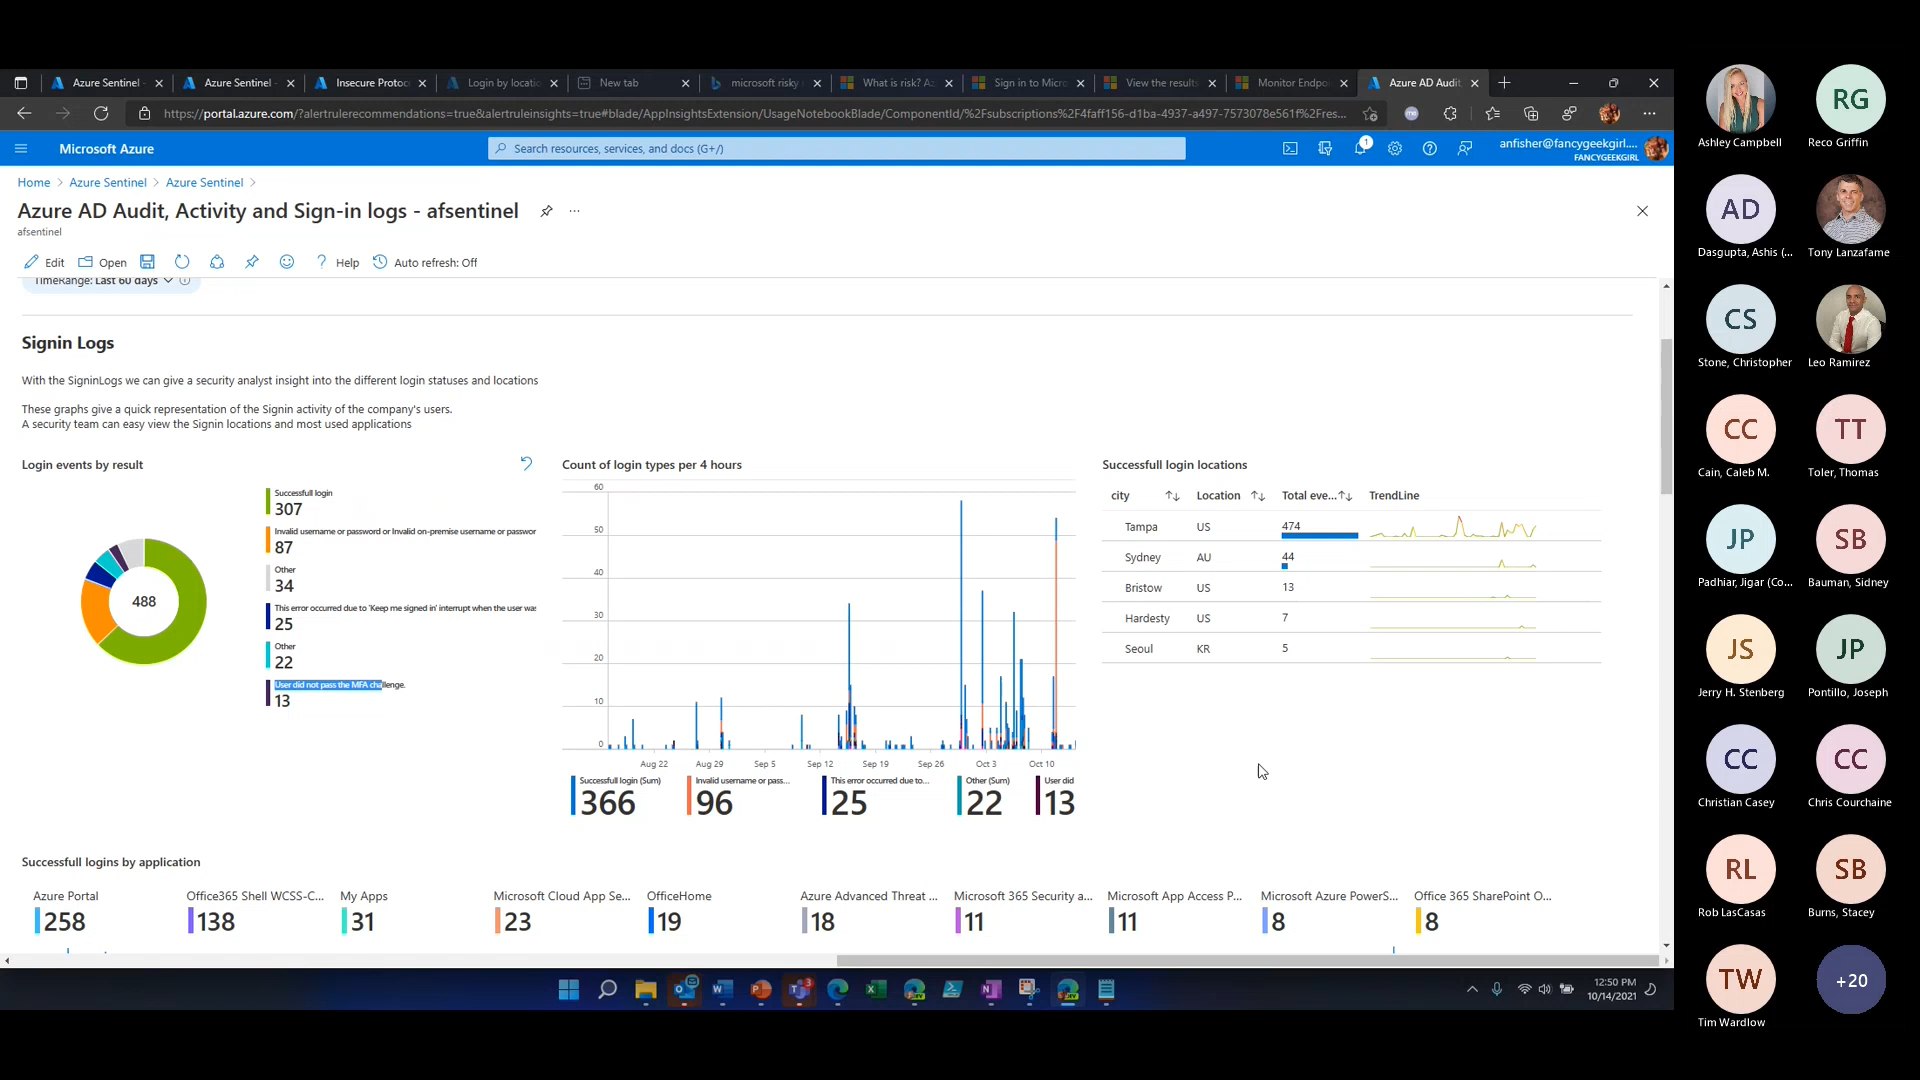 Azure Sentinel -
Azure Sentinel -
Insecure Protoc
Login by locatio
New tab
microsoft risky
What is risk? Az
Sign in to Micro
View the results
Monitor Endpo
Azure AD Audit,
https://portal.azure.com/?alertrulerecommendations=true&alertruleinsights=true#blade/AppInsightsExtension/UsageNotebookBlade/ComponentId/%2Fsubscriptions%2F4faff156-d1ba-4937-a497-7573078e561f%2Fres...
Microsoft Azure
Search resources, services, and docs (G+/)
1
anfisher@fancygeekgirl....
FANCYGEEKGIRL
Home > Azure Sentinel > Azure Sentinel >
Azure AD Audit, Activity and Sign-in logs - afsentinel
afsentinel
Edit
Open
Help
Auto refresh: Off
TimeRange: Last 60 days
Signin Logs
With the SigninLogs we can give a security analyst insight into the different login statuses and locations
These graphs give a quick representation of the Signin activity of the company's users.
A security team can easy view the Signin locations and most used applications
Login events by result
488
Successfull login
307
Invalid username or password or Invalid on-premise username or passwor
87
Other
34
This error occurred due to 'Keep me signed in' interrupt when the user was
25
Other
22
User did not pass the MFA challenge.
13
Count of login types per 4 hours
60
50
40
30
20
10
0
Aug 22
Aug 29
Sep 5
Sep 12
Sep 19
Sep 26
Oct 3
Oct 10
Successfull login (Sum)
366
Invalid username or pass...
96
This error occurred due to...
25
Other (Sum)
22
User did
13
Successfull login locations
city Location Total eve... TrendLine
Tampa US 474
Sydney AU 44
Bristow US 13
Hardesty US 7
Seoul KR 5
Successfull logins by application
Azure Portal
258
Office365 Shell WCSS-C...
138
My Apps
31
Microsoft Cloud App Se...
23
OfficeHome
19
Azure Advanced Threat ...
18
Microsoft 365 Security a...
11
Microsoft App Access P...
11
Microsoft Azure PowerS...
8
Office 365 SharePoint O...
8
3
12:50 PM
10/14/2021
Ashley Campbell
RG
Reco Griffin
AD
Dasgupta, Ashis (...
Tony Lanzafame
CS
Stone, Christopher
Leo Ramirez
CC
Cain, Caleb M.
TT
Toler, Thomas
JP
Padhiar, Jigar (Co...
SB
Bauman, Sidney
JS
Jerry H. Stenberg
JP
Pontillo, Joseph
CC
Christian Casey
CC
Chris Courchaine
RL
Rob LasCasas
SB
Burns, Stacey
TW
Tim Wardlow
+20